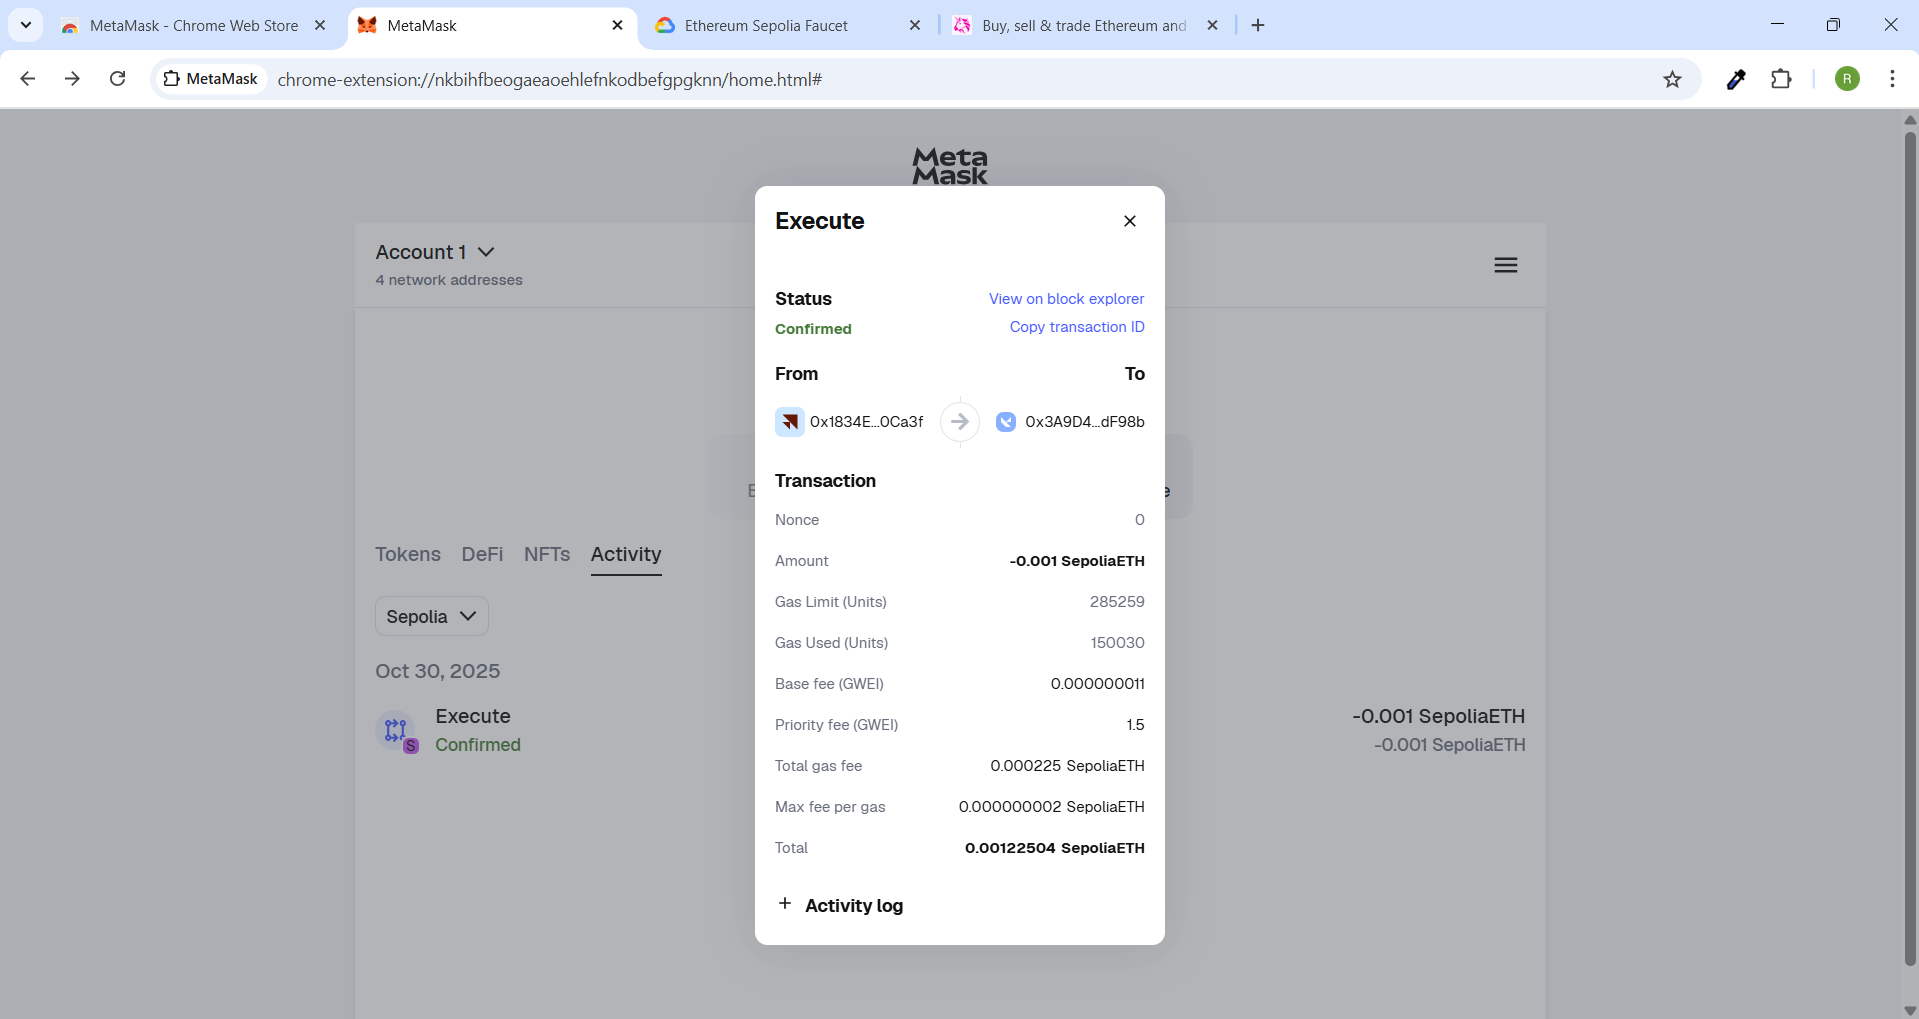 MetaMask - Chrome Web Store
MetaMask
Ethereum Sepolia Faucet
Buy, sell & trade Ethereum and
MetaMask
chrome-extension://nkbihfbeogaeaoehlefnkodbefgpgknn/home.html#
R
Meta
Mask
Account 1
4 network addresses
Execute
Status
View on block explorer
Confirmed
Copy transaction ID
From
To
0x1834E...0Ca3f
0x3A9D4...dF98b
Transaction
Nonce
0
Amount
-0.001 SepoliaETH
Gas Limit (Units)
285259
Gas Used (Units)
150030
Base fee (GWEI)
0.000000011
Priority fee (GWEI)
1.5
Total gas fee
0.000225 SepoliaETH
Max fee per gas
0.000000002 SepoliaETH
Total
0.00122504 SepoliaETH
+ Activity log
Tokens
DeFi
NFTs
Activity
Sepolia
Oct 30, 2025
Execute
S
Confirmed
-0.001 SepoliaETH
-0.001 SepoliaETH